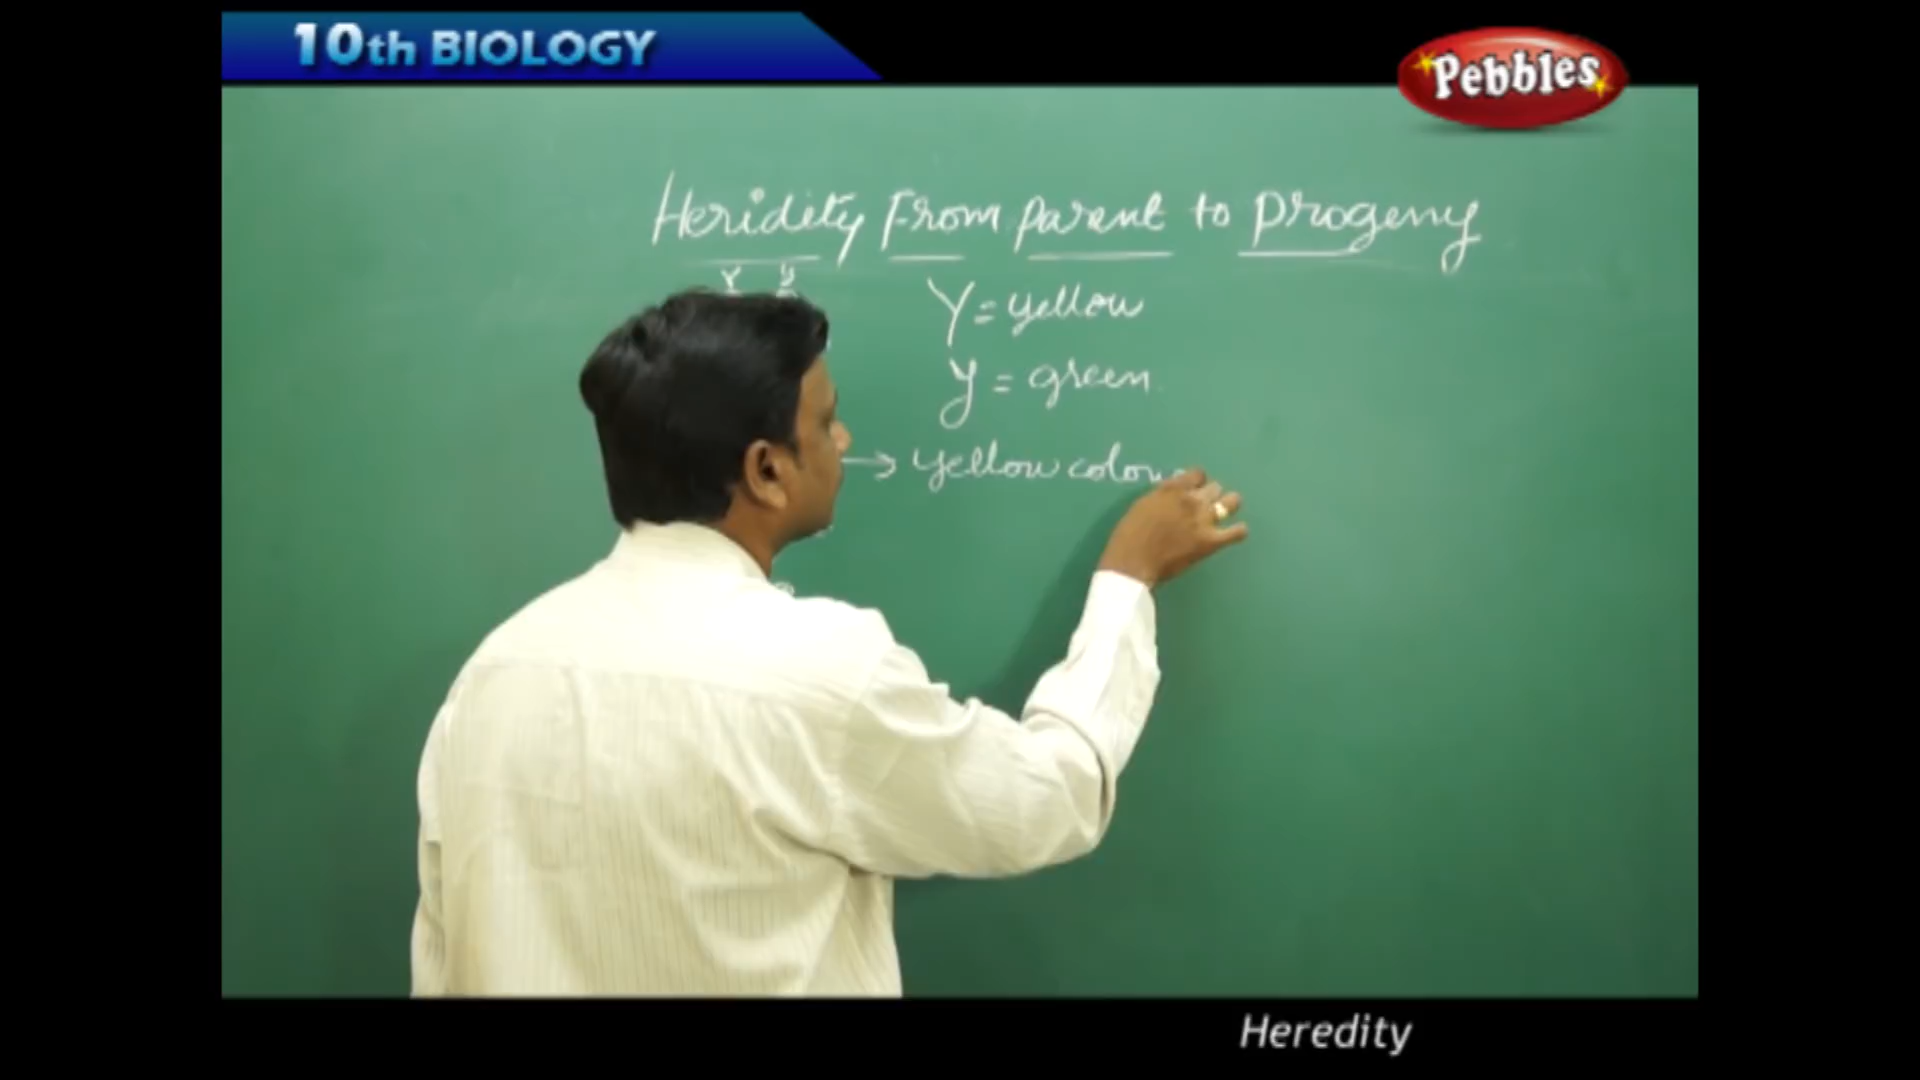 10th BIOLOGY
Pebbles
Heridity From parent to progeny
Y y
Y = yellow
y = green
→ yellow colou
Heredity